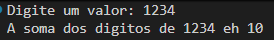 Digite um valor: 1234
A soma dos digitos de 1234 eh 10